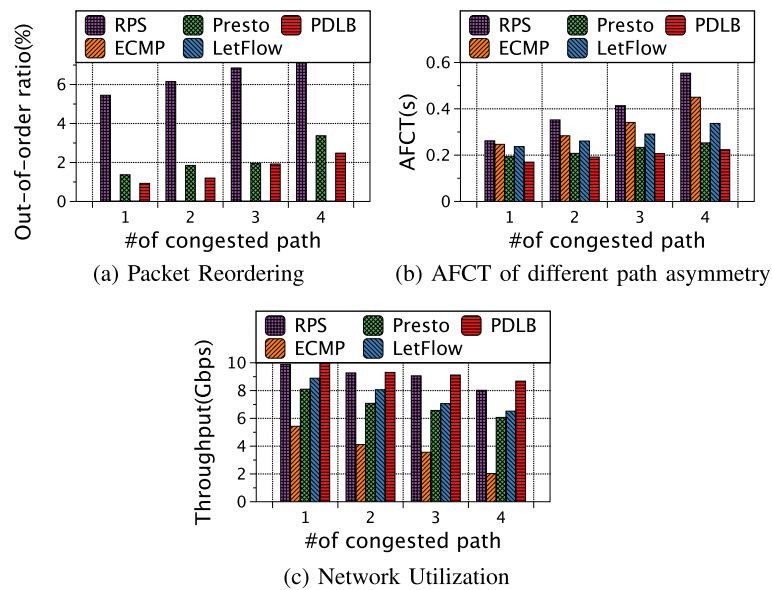 RPS Presto PDLB
ECMP LetFlow
Out-of-order ratio(%)
6
4
2
0
1 2 3 4
#of congested path
(a) Packet Reordering
RPS Presto PDLB
ECMP LetFlow
AFCT(s)
0.6
0.4
0.2
0
1 2 3 4
#of congested path
(b) AFCT of different path asymmetry
RPS Presto PDLB
ECMP LetFlow
Throughput(Gbps)
10
8
6
4
2
0
1 2 3 4
#of congested path
(c) Network Utilization